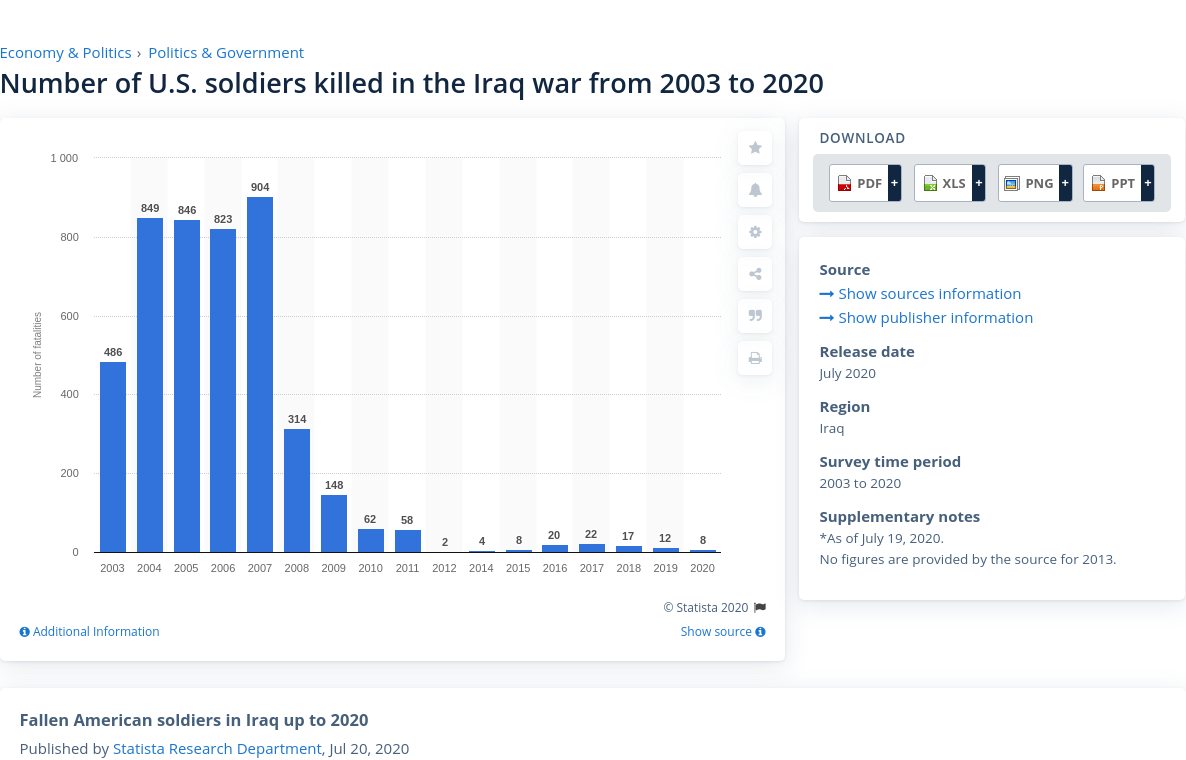 Economy & Politics › Politics & Government
Number of U.S. soldiers killed in the Iraq war from 2003 to 2020
1 000
800
600
400
200
0
Number of fatalities
486
849
846
823
904
314
148
62
58
2
4
8
20
22
17
12
8
2003 2004 2005 2006 2007 2008 2009 2010 2011 2012 2014 2015 2016 2017 2018 2019 2020
© Statista 2020
Additional Information
Show source
DOWNLOAD
PDF + XLS + PNG + PPT +
Source
Show sources information
Show publisher information
Release date
July 2020
Region
Iraq
Survey time period
2003 to 2020
Supplementary notes
*As of July 19, 2020.
No figures are provided by the source for 2013.
Fallen American soldiers in Iraq up to 2020
Published by Statista Research Department, Jul 20, 2020